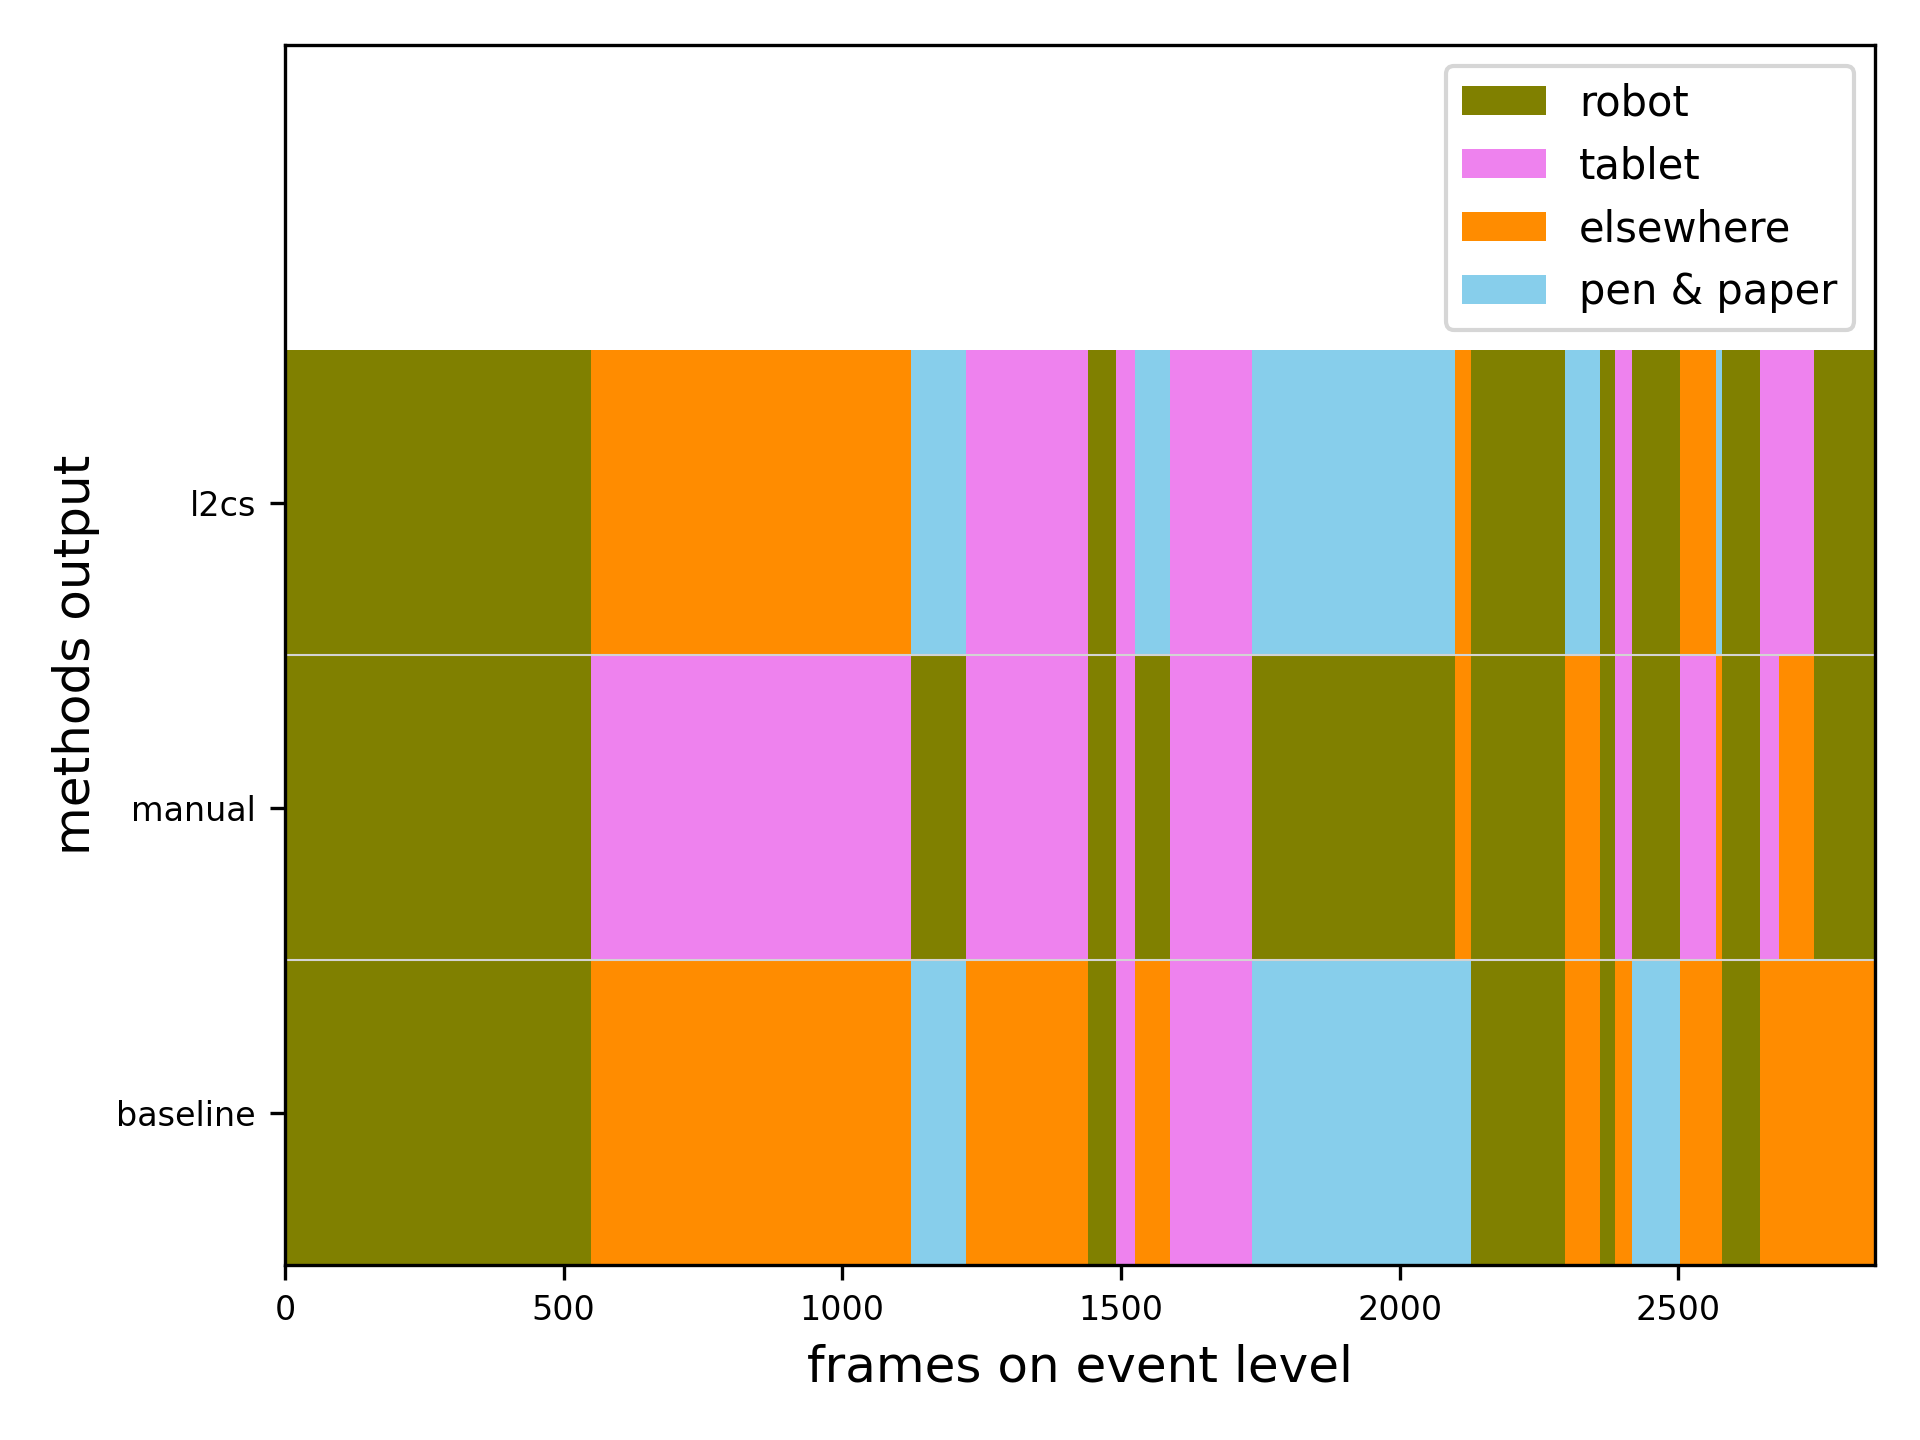 robot
tablet
elsewhere
pen & paper
methods output
l2cs
manual
baseline
0 500 1000 1500 2000 2500
frames on event level